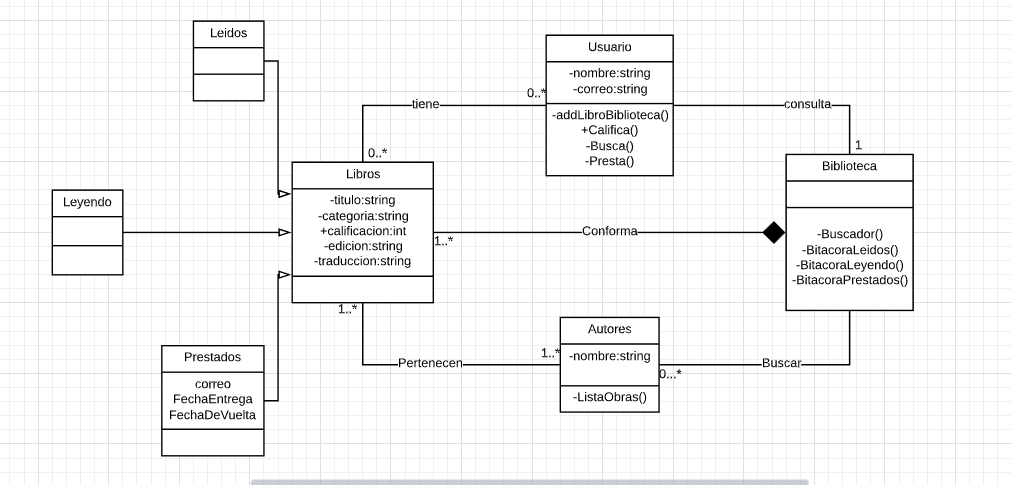 Leidos
Usuario
-nombre:string
-correo:string
-addLibroBiblioteca()
+Califica()
-Busca()
-Presta()
0..*
tiene
consulta
0..*
1
Libros
-titulo:string
-categoria:string
+calificacion:int
-edicion:string
-traduccion:string
Biblioteca
-Buscador()
-BitacoraLeidos()
-BitacoraLeyendo()
-BitacoraPrestados()
Leyendo
1..*
Conforma
1..*
Pertenecen
1..*
Autores
-nombre:string
-ListaObras()
0...*
Buscar
Prestados
correo
FechaEntrega
FechaDeVuelta